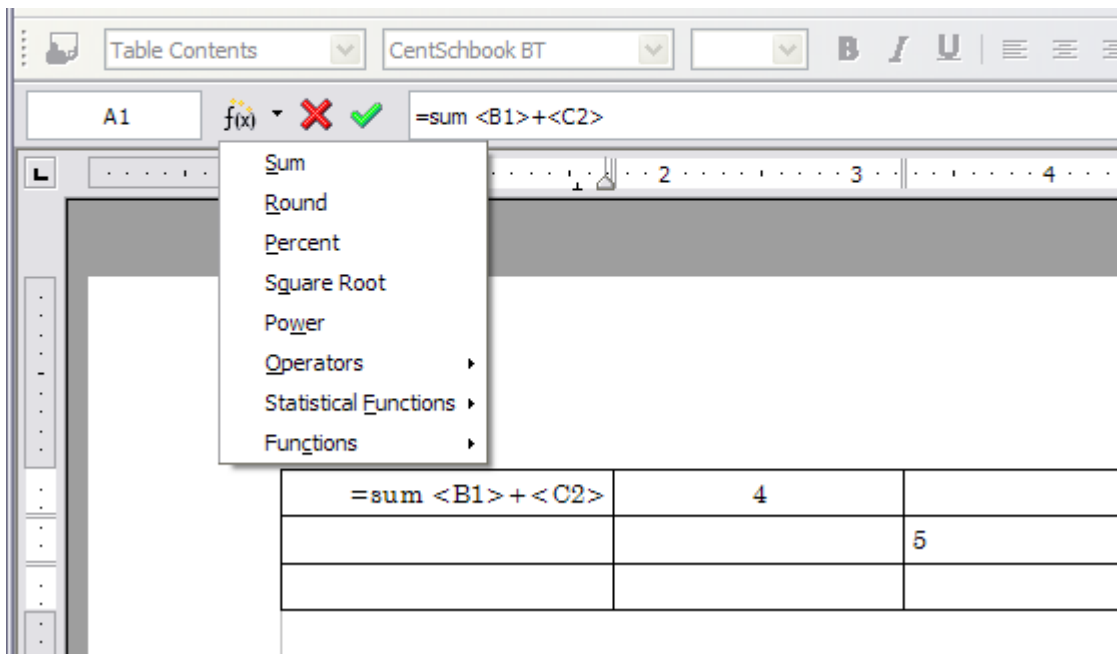 Table Contents CentSchbook BT B I U
A1 f(x) =sum <B1>+<C2>
2 3 4
Sum
Round
Percent
Square Root
Power
Operators
Statistical Functions
Functions
=sum <B1>+<C2> 4
5